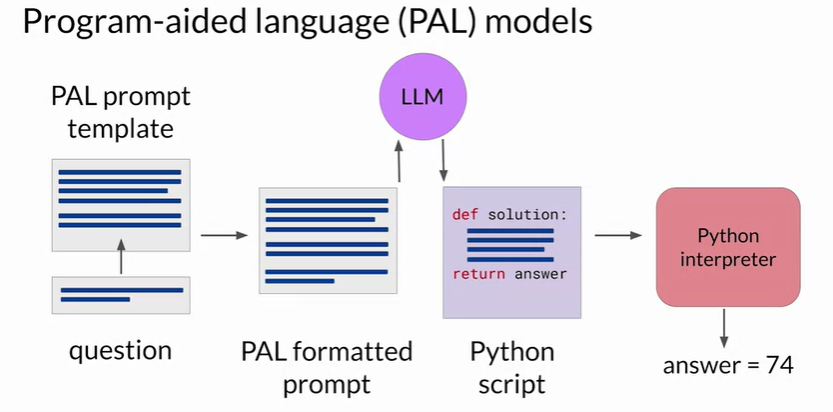 Program-aided language (PAL) models
PAL prompt
template
question
PAL formatted
prompt
LLM
def solution:
return answer
Python
script
Python
interpreter
answer = 74